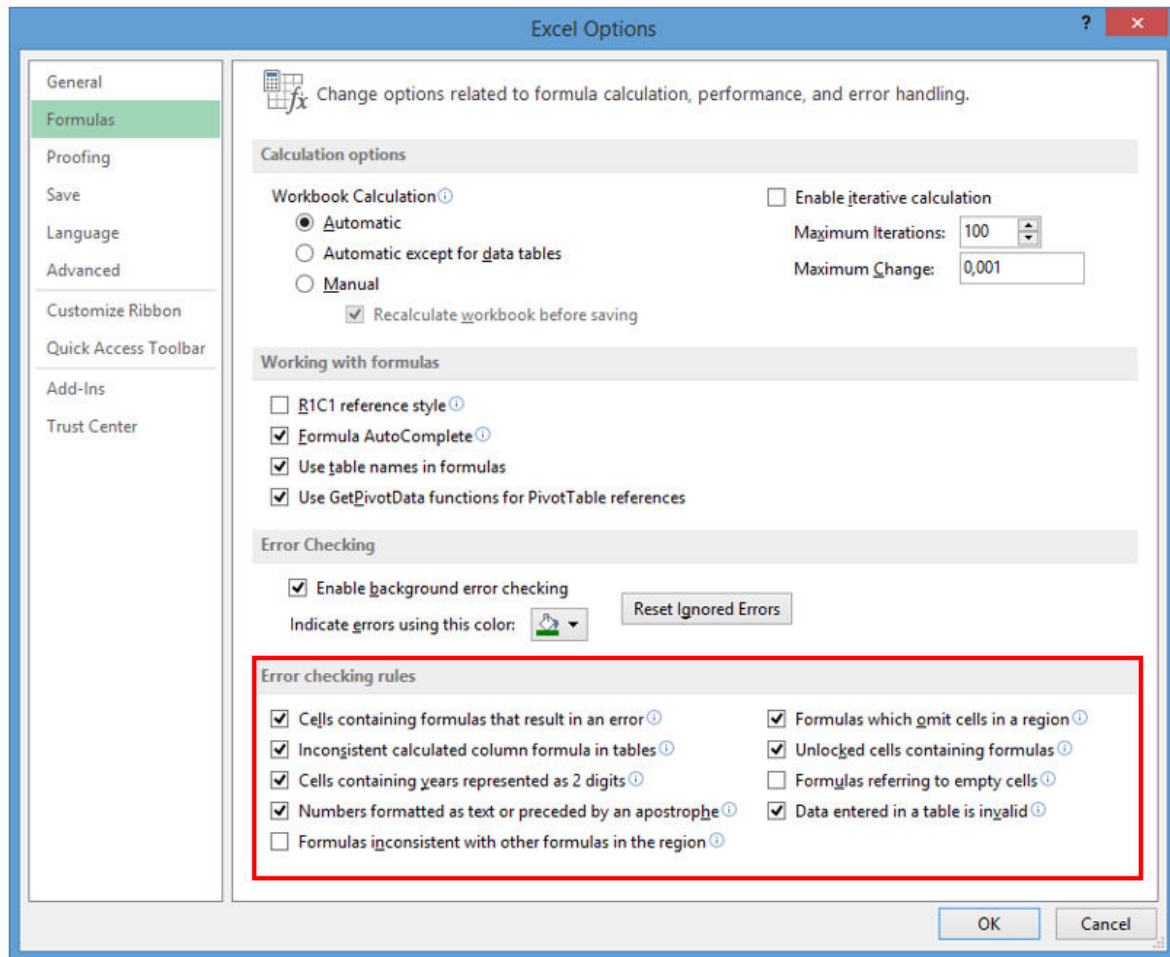 Excel Options
?
General
Formulas
Proofing
Save
Language
Advanced
Customize Ribbon
Quick Access Toolbar
Add-Ins
Trust Center
fx Change options related to formula calculation, performance, and error handling.
Calculation options
Workbook Calculation
Automatic
Automatic except for data tables
Manual
Recalculate workbook before saving
Enable iterative calculation
Maximum Iterations: 100
Maximum Change: 0,001
Working with formulas
R1C1 reference style
Formula AutoComplete
Use table names in formulas
Use GetPivotData functions for PivotTable references
Error Checking
Enable background error checking
Indicate errors using this color:
Reset Ignored Errors
Error checking rules
Cells containing formulas that result in an error
Inconsistent calculated column formula in tables
Cells containing years represented as 2 digits
Numbers formatted as text or preceded by an apostrophe
Formulas inconsistent with other formulas in the region
Formulas which omit cells in a region
Unlocked cells containing formulas
Formulas referring to empty cells
Data entered in a table is invalid
OK
Cancel